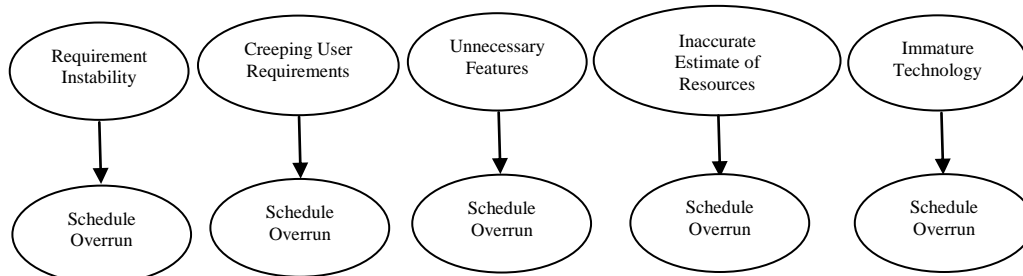 Requirement
Instability
Creeping User
Requirements
Unnecessary
Features
Inaccurate
Estimate of
Resources
Immature
Technology
Schedule
Overrun
Schedule
Overrun
Schedule
Overrun
Schedule
Overrun
Schedule
Overrun